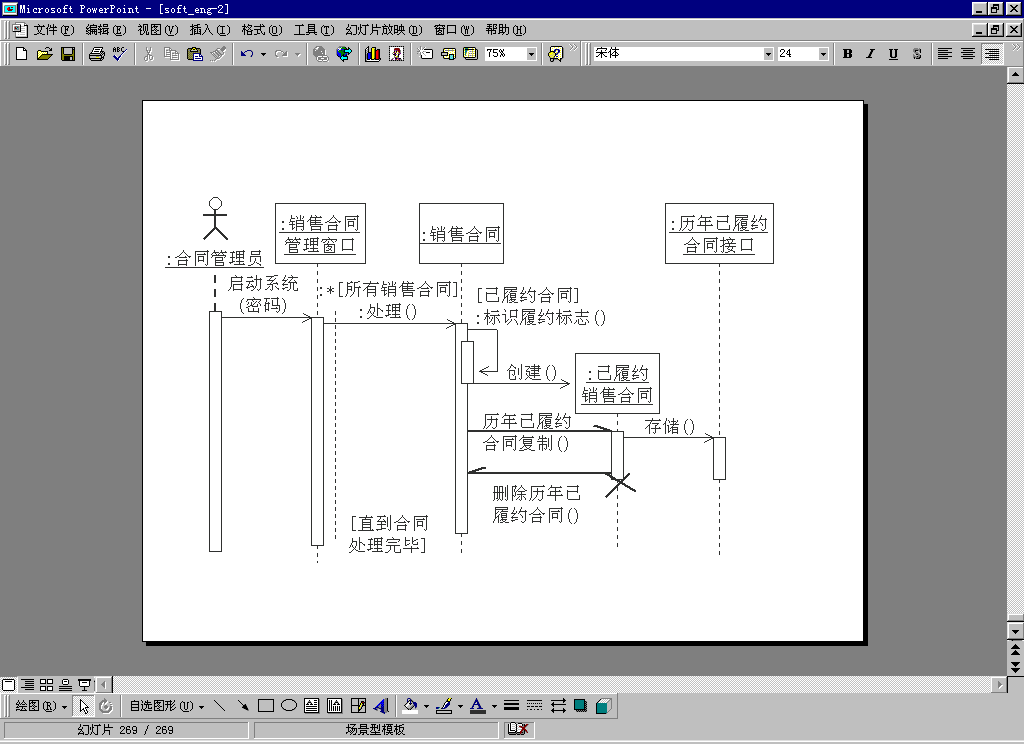 Microsoft PowerPoint - [soft_eng-2]
文件(F) 编辑(E) 视图(V) 插入(I) 格式(O) 工具(T) 幻灯片放映(D) 窗口(W) 帮助(H)
75% 宋体 24 B I U S
:合同管理员
:销售合同
管理窗口
:销售合同
:历年已履约
合同接口
启动系统
(密码)
:*[所有销售合同]
:处理()
[已履约合同]
:标识履约标志()
创建()
:已履约
销售合同
历年已履约
合同复制()
存储()
删除历年已
履约合同()
[直到合同
处理完毕]
绘图(R) 自选图形(U)
幻灯片 269 / 269 场景型模板